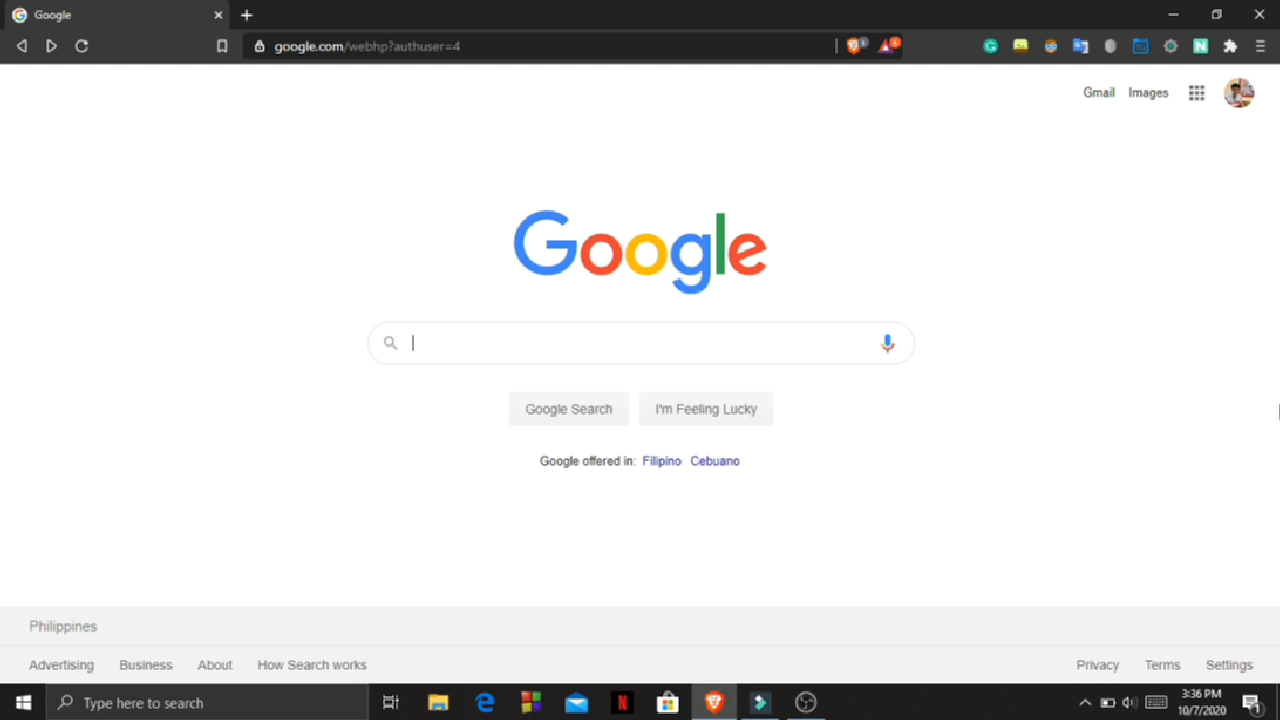 Google
google.com/webhp?authuser=4
Gmail Images
Google
Google Search I'm Feeling Lucky
Google offered in: Filipino Cebuano
Philippines
Advertising Business About How Search works Privacy Terms Settings
Type here to search
3:36 PM
10/7/2020